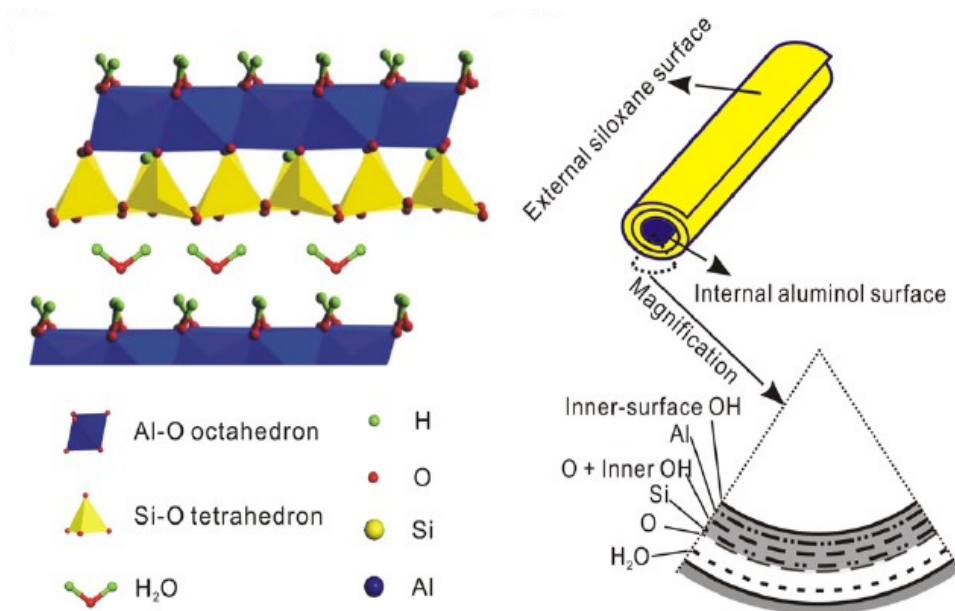 External siloxane surface
Internal aluminol surface
Magnification
Al-O octahedron
Si-O tetrahedron
H₂O
H
O
Si
Al
Inner-surface OH
Al
O + Inner OH
Si
O
H₂O